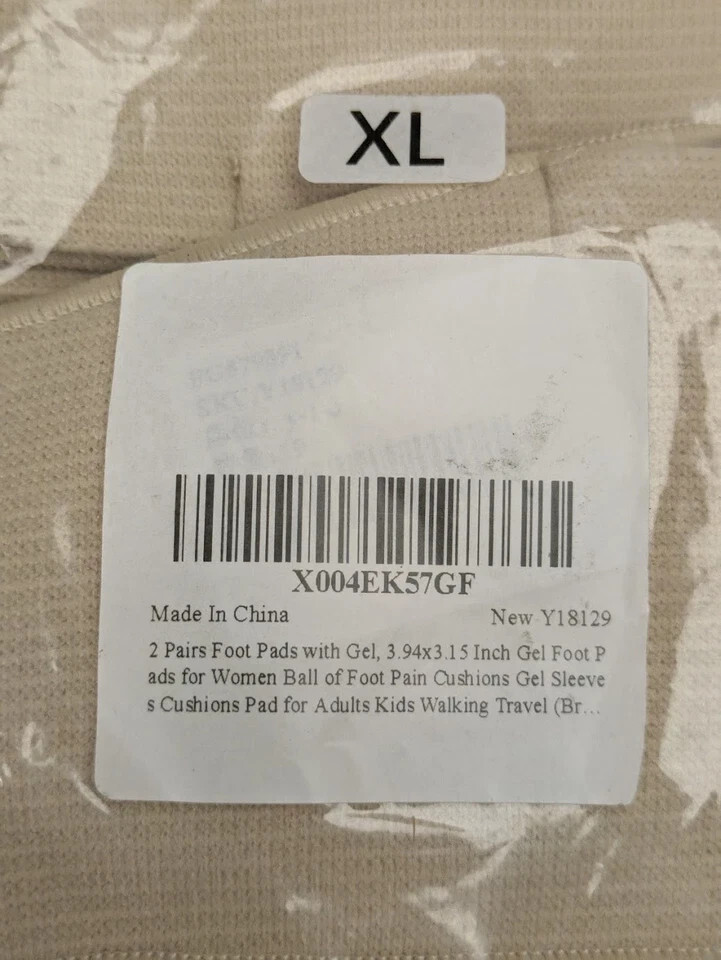 XL
X004EK57GF
Made In China
New Y18129
2 Pairs Foot Pads with Gel, 3.94x3.15 Inch Gel Foot P
ads for Women Ball of Foot Pain Cushions Gel Sleeve
s Cushions Pad for Adults Kids Walking Travel (Br...